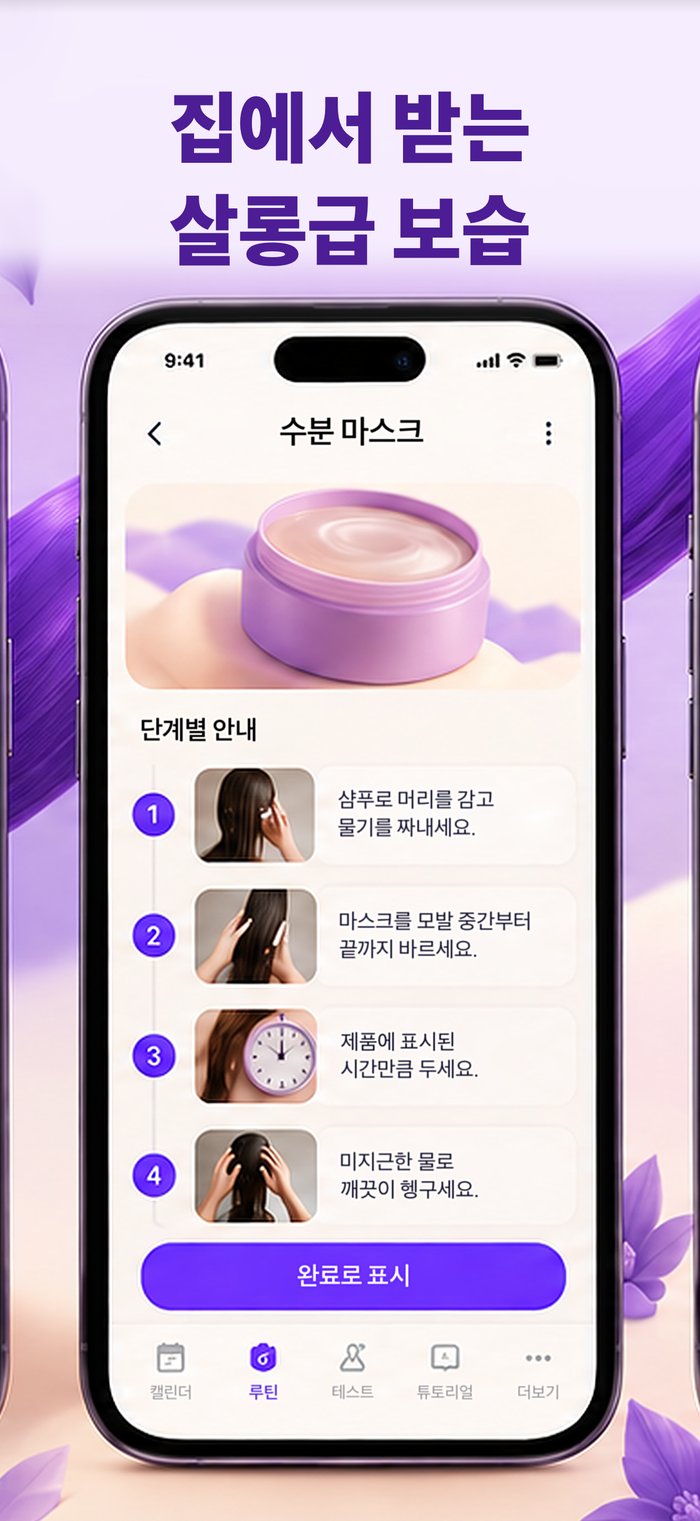 집에서 받는
살롱급 보습
9:41
수분 마스크
단계별 안내
1
샴푸로 머리를 감고
물기를 짜내세요.
2
마스크를 모발 중간부터
끝까지 바르세요.
3
제품에 표시된
시간만큼 두세요.
4
미지근한 물로
깨끗이 헹구세요.
완료로 표시
캘린더 루틴 테스트 튜토리얼 더보기